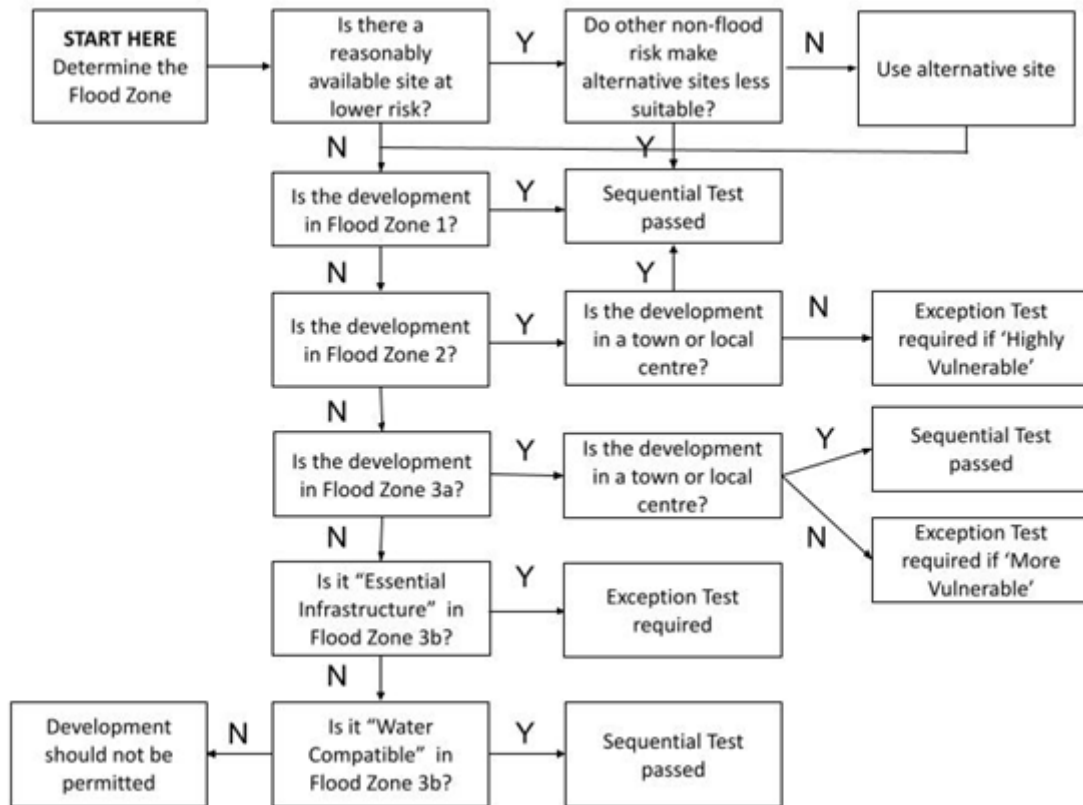 START HERE
Determine the
Flood Zone
Is there a
reasonably
available site at
lower risk?
Y
Do other non-flood
risk make
alternative sites less
suitable?
N
Use alternative site
N
Y
Is the development
in Flood Zone 1?
Y
Sequential Test
passed
N
Y
Is the development
in Flood Zone 2?
Y
Is the development
in a town or local
centre?
N
Exception Test
required if ‘Highly
Vulnerable’
N
Is the development
in Flood Zone 3a?
Y
Is the development
in a town or local
centre?
Y
Sequential Test
passed
N
Exception Test
required if ‘More
Vulnerable’
N
Is it “Essential
Infrastructure” in
Flood Zone 3b?
Y
Exception Test
required
N
Development
should not be
permitted
N
Is it “Water
Compatible” in
Flood Zone 3b?
Y
Sequential Test
passed